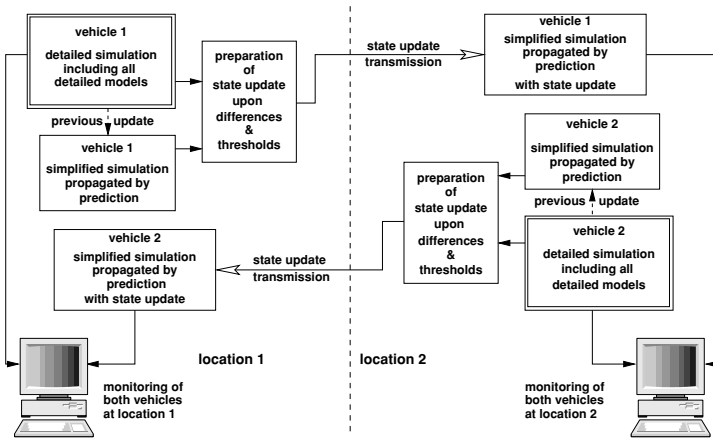 vehicle 1
detailed simulation
including all
detailed models
previous update
vehicle 1
simplified simulation
propagated by
prediction
preparation
of
state update
upon
differences
&
thresholds
state update
transmission
vehicle 1
simplified simulation
propagated by
prediction
with state update
vehicle 2
simplified simulation
propagated by
prediction
previous update
vehicle 2
detailed simulation
including all
detailed models
preparation
of
state update
upon
differences
&
thresholds
state update
transmission
vehicle 2
simplified simulation
propagated by
prediction
with state update
location 1
location 2
monitoring of
both vehicles
at location 1
monitoring of
both vehicles
at location 2